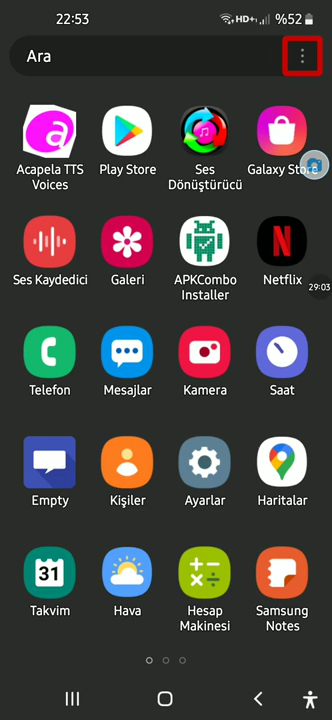 22:53
HD+
%52
Ara
Acapela TTS
Voices
Play Store
Ses
Dönüştürücü
Galaxy Store
Ses Kaydedici
Galeri
APKCombo
Installer
Netflix
29:03
Telefon
Mesajlar
Kamera
Saat
Empty
Kişiler
Ayarlar
Haritalar
31
Takvim
Hava
Hesap
Makinesi
Samsung
Notes